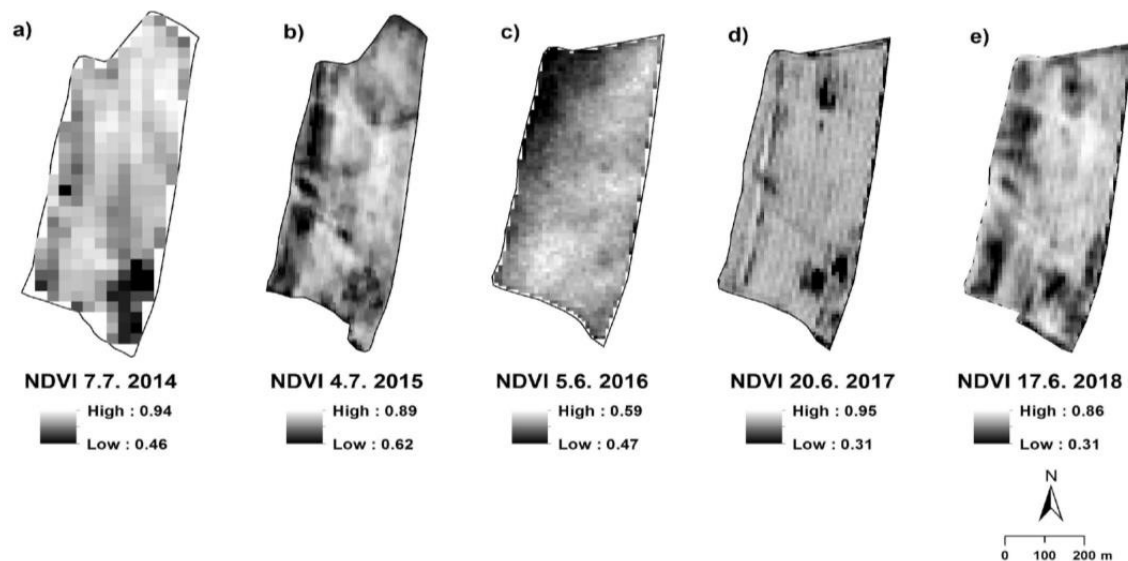 a)
b)
c)
d)
e)
NDVI 7.7. 2014
High : 0.94
Low : 0.46
NDVI 4.7. 2015
High : 0.89
Low : 0.62
NDVI 5.6. 2016
High : 0.59
Low : 0.47
NDVI 20.6. 2017
High : 0.95
Low : 0.31
NDVI 17.6. 2018
High : 0.86
Low : 0.31
N
0 100 200 m